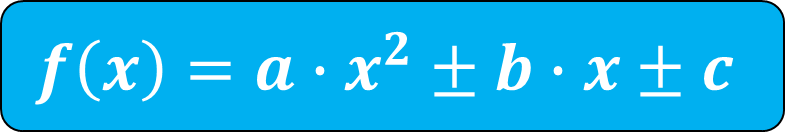 f(x) = a · x² ± b · x ± c